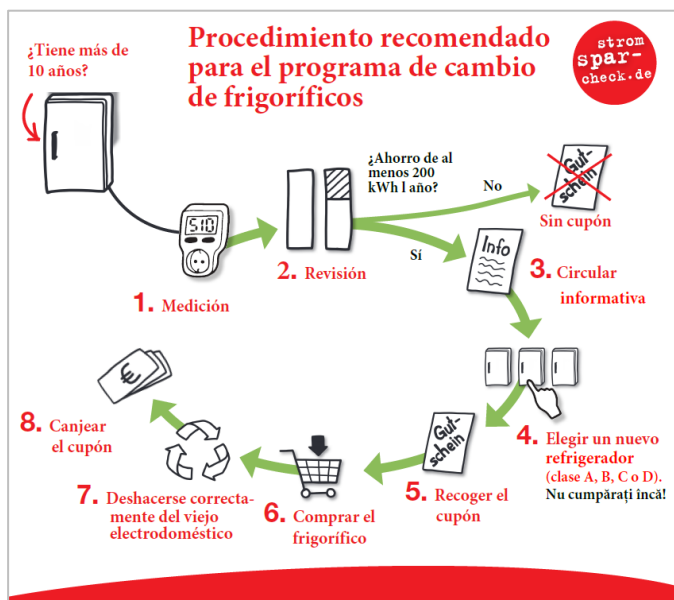 ¿Tiene más de
10 años?
Procedimiento recomendado
para el programa de cambio
de frigoríficos
strom
spar-
check.de
510
1. Medición
2. Revisión
¿Ahorro de al
menos 200
kWh l año?
No
Gut-
schein
Sin cupón
Sí
Info
3. Circular
informativa
4. Elegir un nuevo
refrigerador
(clase A, B, C o D).
Nu cumpărați încă!
Gut-
schein
5. Recoger el
cupón
6. Comprar el
frigorífico
7. Deshacerse correcta-
mente del viejo
electrodoméstico
€
8. Canjear
el cupón